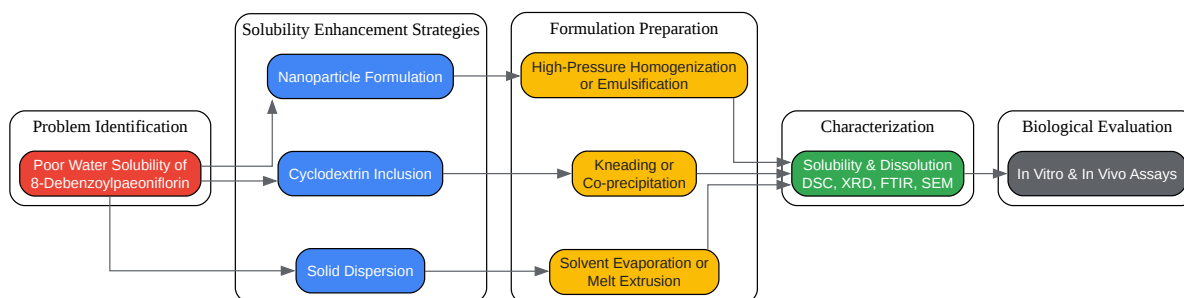 Problem Identification
Poor Water Solubility of
8-Debenzoylpaeoniflorin
Solubility Enhancement Strategies
Nanoparticle Formulation
Cyclodextrin Inclusion
Solid Dispersion
Formulation Preparation
High-Pressure Homogenization
or Emulsification
Kneading or
Co-precipitation
Solvent Evaporation or
Melt Extrusion
Characterization
Solubility & Dissolution
DSC, XRD, FTIR, SEM
Biological Evaluation
In Vitro & In Vivo Assays